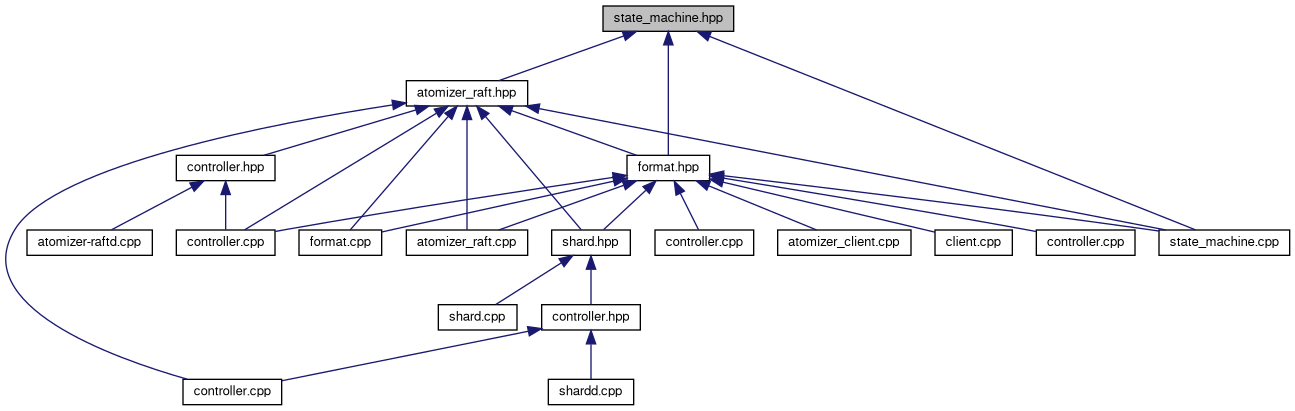 state_machine.hpp
atomizer_raft.hpp
controller.hpp
format.hpp
atomizer-raftd.cpp
controller.cpp
format.cpp
atomizer_raft.cpp
shard.hpp
controller.cpp
atomizer_client.cpp
client.cpp
controller.cpp
state_machine.cpp
shard.cpp
controller.hpp
controller.cpp
shardd.cpp